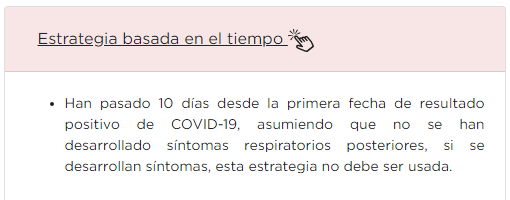 Estrategia basada en el tiempo
• Han pasado 10 días desde la primera fecha de resultado
positivo de COVID-19, asumiendo que no se han
desarrollado síntomas respiratorios posteriores, si se
desarrollan síntomas, esta estrategia no debe ser usada.